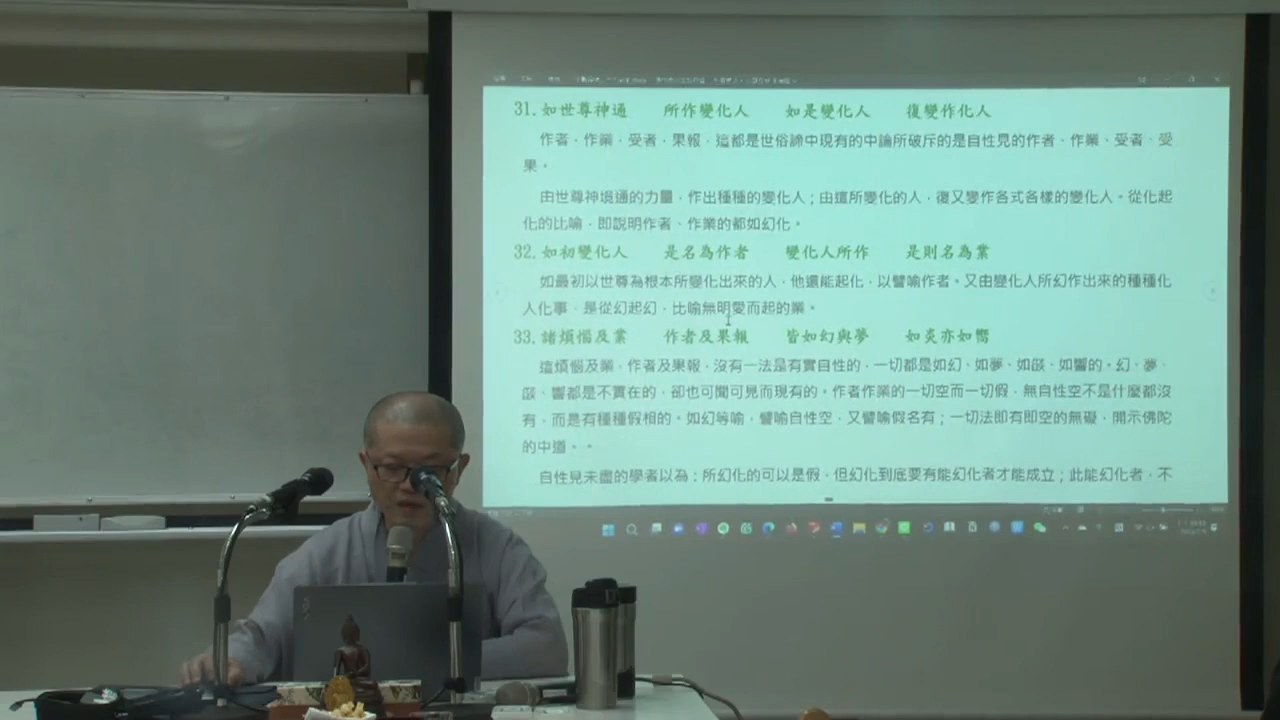 31. 如世尊神通 所作變化人 如是變化人 復變作化人
作者，作業，受者，果報，這都是世俗諦中現有的中論所破斥的是自性見的作者、作業、受者、受
果。
由世尊神境通的力量，作出種種的變化人；由這所變化的人，復又變作各式各樣的變化人。從化起
化的比喻，即說明作者、作業的都如幻化。
32. 如初變化人 是名為作者 變化人所作 是則名為業
如最初以世尊為根本所變化出來的人，他還能起化，以譬喻作者。又由變化人所幻作出來的種種化
人化事，是從幻起幻，比喻無明愛而起的業。
33. 諸煩惱及業 作者及果報 皆如幻與夢 如炎亦如嚮
這煩惱及業，作者及果報，沒有一法是有實自性的，一切都是如幻、如夢、如燄、如響的。幻、夢、
燄、響都是不實在的，卻也可聞可見而現有的。作者作業的一切空而一切假，無自性空不是什麼都沒
有，而是有種種假相的。如幻等喻，譬喻自性空，又譬喻假名有；一切法即有即空的無礙，開示佛陀
的中道。。
自性見未盡的學者以為：所幻化的可以是假，但幻化到底要有能幻化者才能成立；此能幻化者，不